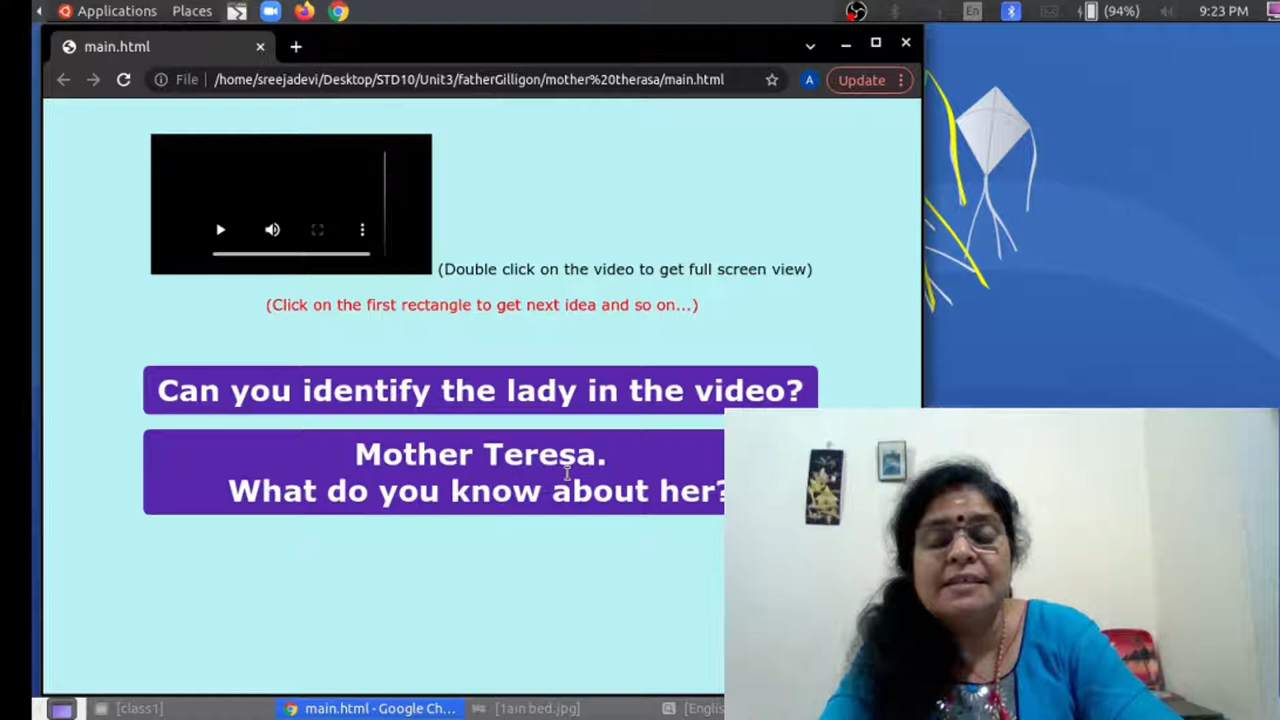 Applications Places En (94%) 9:23 PM
main.html
File /home/sreejadevi/Desktop/STD10/Unit3/fatherGilligon/mother%20therasa/main.html A Update
(Double click on the video to get full screen view)
(Click on the first rectangle to get next idea and so on...)
Can you identify the lady in the video?
Mother Teresa.
What do you know about her?
[class1] main.html - Google Ch... [1ain bed.jpg] [Englis